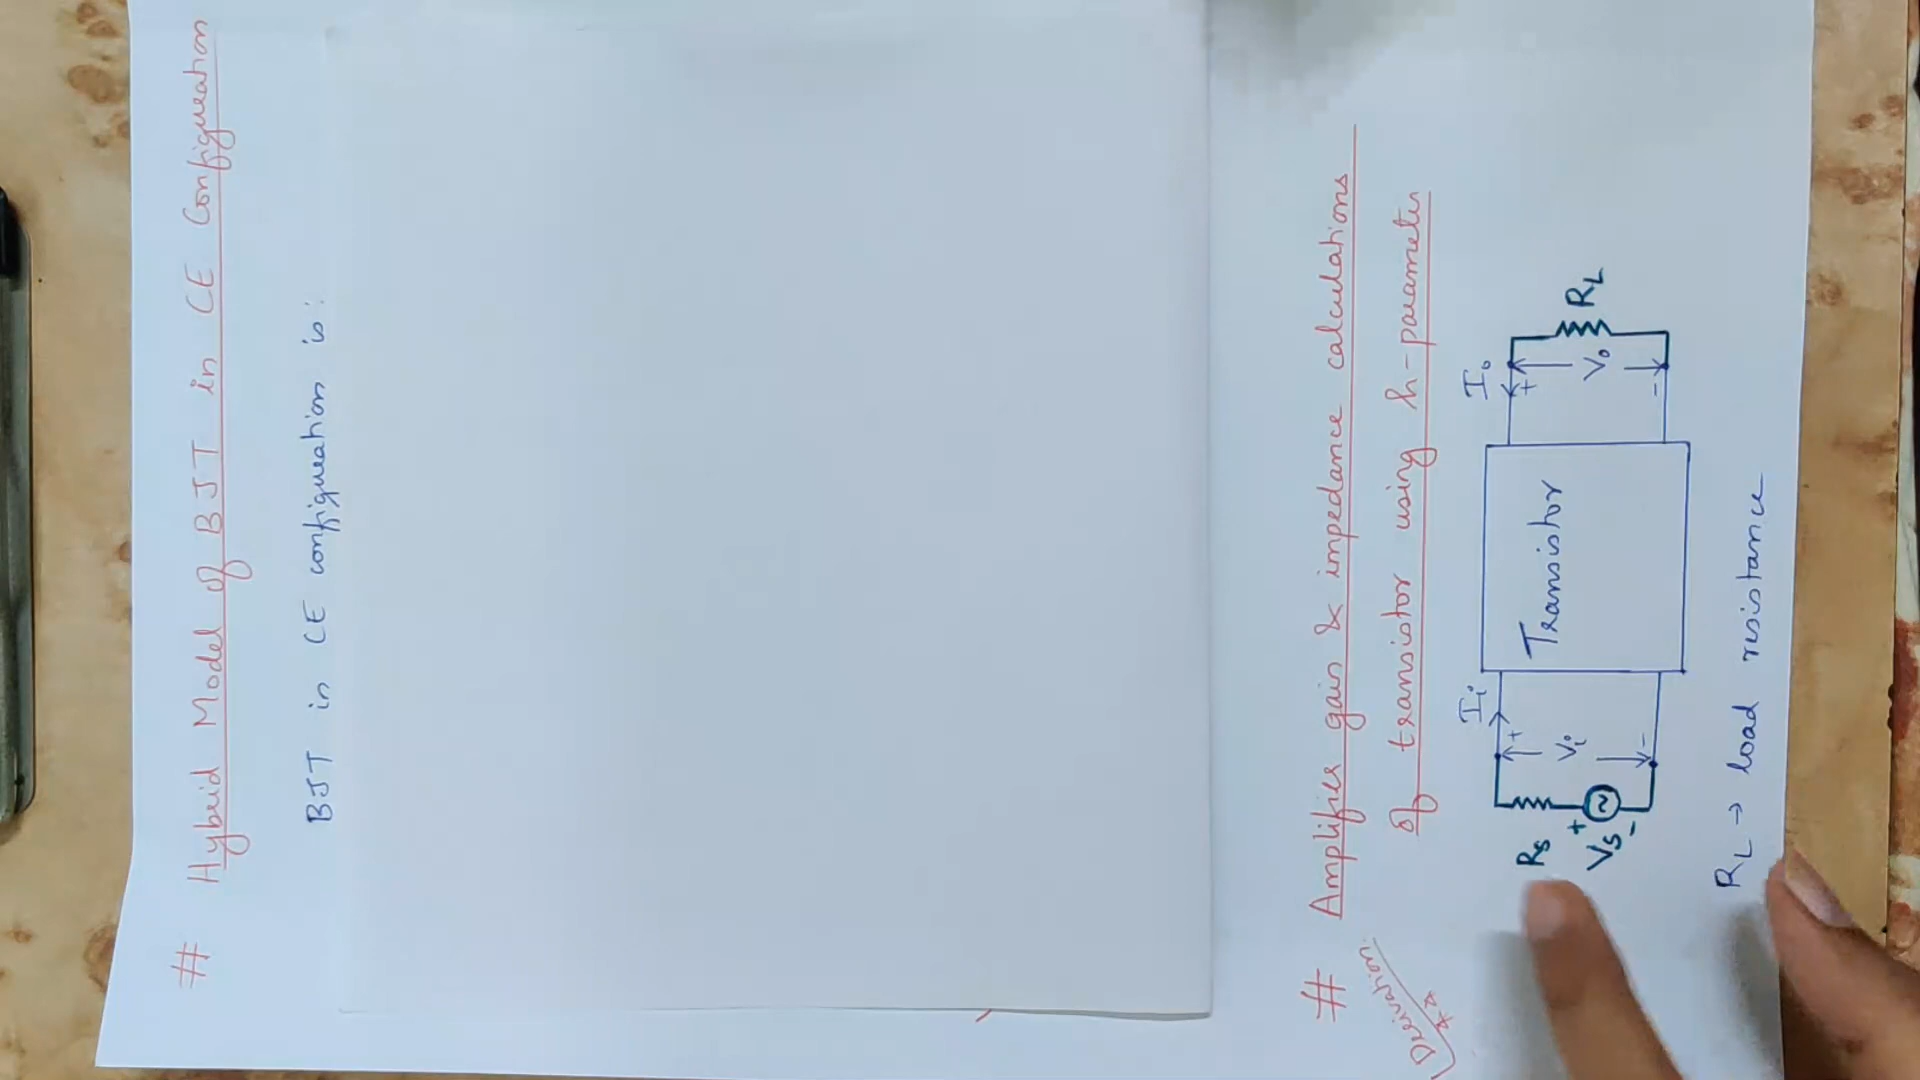 # Hybrid Model of BJT in CE Configuration
BJT in CE configuration is:
# Amplifier gain & impedance calculations
(Derivation.
**
of transistor using h-parameter
Ii
Io
+
+
Rs
Vi
Transistor
Vo
RL
+
Vs
-
-
-
RL → load resistance